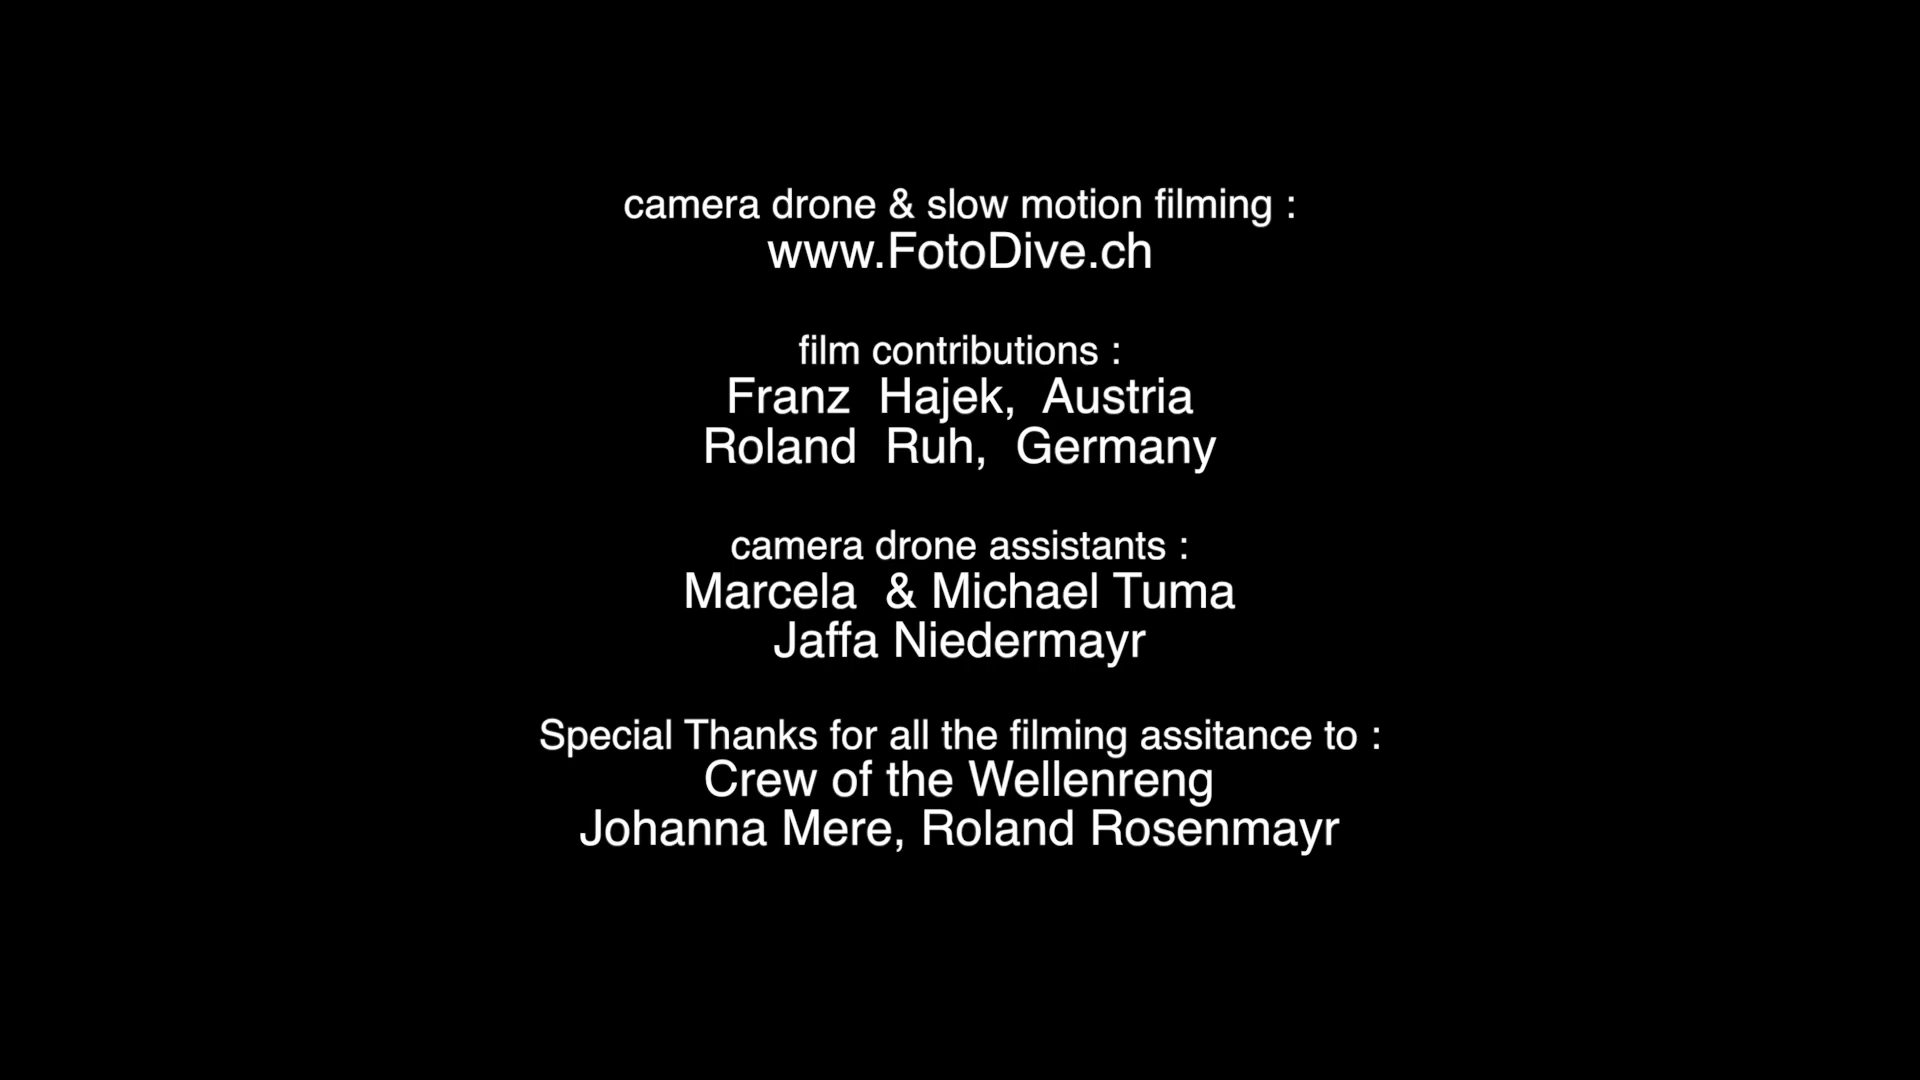 camera drone & slow motion filming :
www.FotoDive.ch
film contributions :
Franz Hajek, Austria
Roland Ruh, Germany
camera drone assistants :
Marcela & Michael Tuma
Jaffa Niedermayr
Special Thanks for all the filming assitance to :
Crew of the Wellenreng
Johanna Mere, Roland Rosenmayr